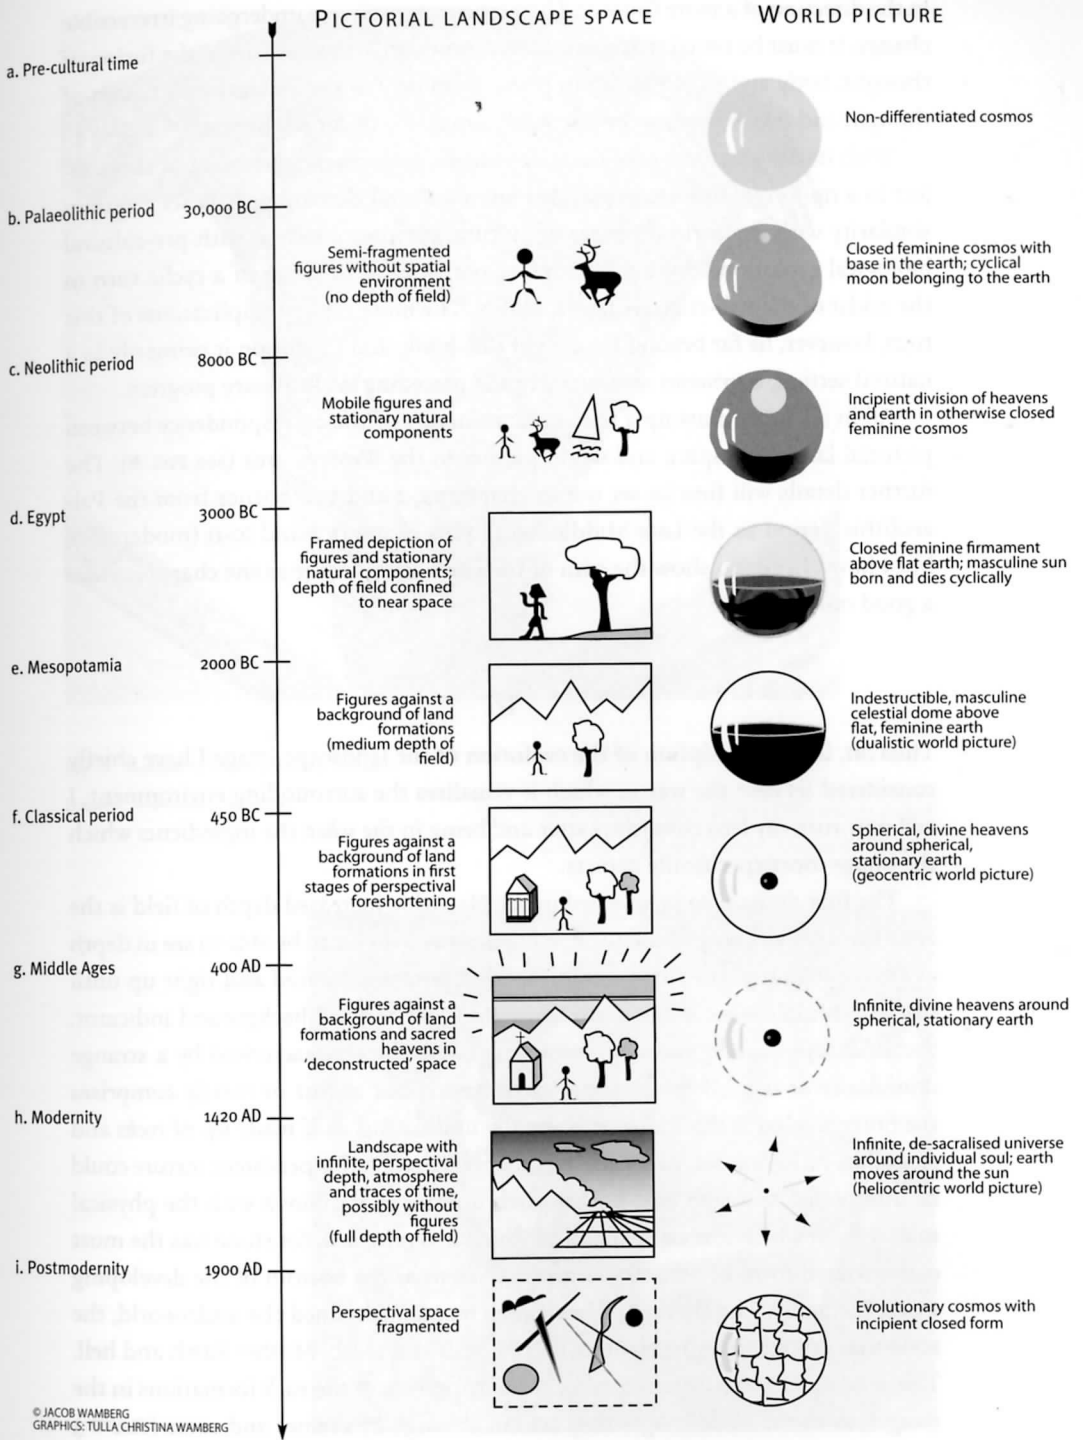 PICTORIAL LANDSCAPE SPACE
WORLD PICTURE
a. Pre-cultural time
Non-differentiated cosmos
b. Palaeolithic period
30,000 BC
Semi-fragmented
figures without spatial
environment
(no depth of field)
Closed feminine cosmos with
base in the earth; cyclical
moon belonging to the earth
c. Neolithic period
8000 BC
Mobile figures and
stationary natural
components
Incipient division of heavens
and earth in otherwise closed
feminine cosmos
d. Egypt
3000 BC
Framed depiction of
figures and stationary
natural components;
depth of field confined
to near space
Closed feminine firmament
above flat earth; masculine sun
born and dies cyclically
e. Mesopotamia
2000 BC
Figures against a
background of land
formations
(medium depth of
field)
Indestructible, masculine
celestial dome above
flat, feminine earth
(dualistic world picture)
f. Classical period
450 BC
Figures against a
background of land
formations in first
stages of perspectival
foreshortening
Spherical, divine heavens
around spherical,
stationary earth
(geocentric world picture)
g. Middle Ages
400 AD
Figures against a
background of land
formations and sacred
heavens in
'deconstructed' space
Infinite, divine heavens around
spherical, stationary earth
h. Modernity
1420 AD
Landscape with
infinite, perspectival
depth, atmosphere
and traces of time,
possibly without
figures
(full depth of field)
Infinite, de-sacralised universe
around individual soul; earth
moves around the sun
(heliocentric world picture)
i. Postmodernity
1900 AD
Perspectival space
fragmented
Evolutionary cosmos with
incipient closed form
© JACOB WAMBERG
GRAPHICS: TULLA CHRISTINA WAMBERG